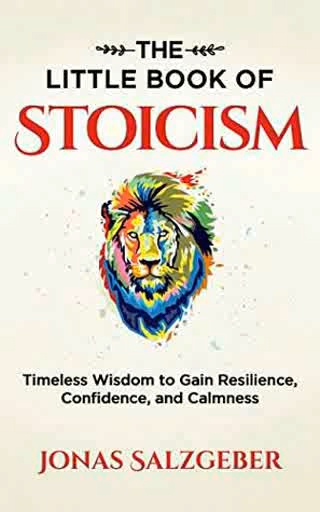 THE
LITTLE BOOK OF
STOICISM
Timeless Wisdom to Gain Resilience,
Confidence, and Calmness
JONAS SALZGEBER